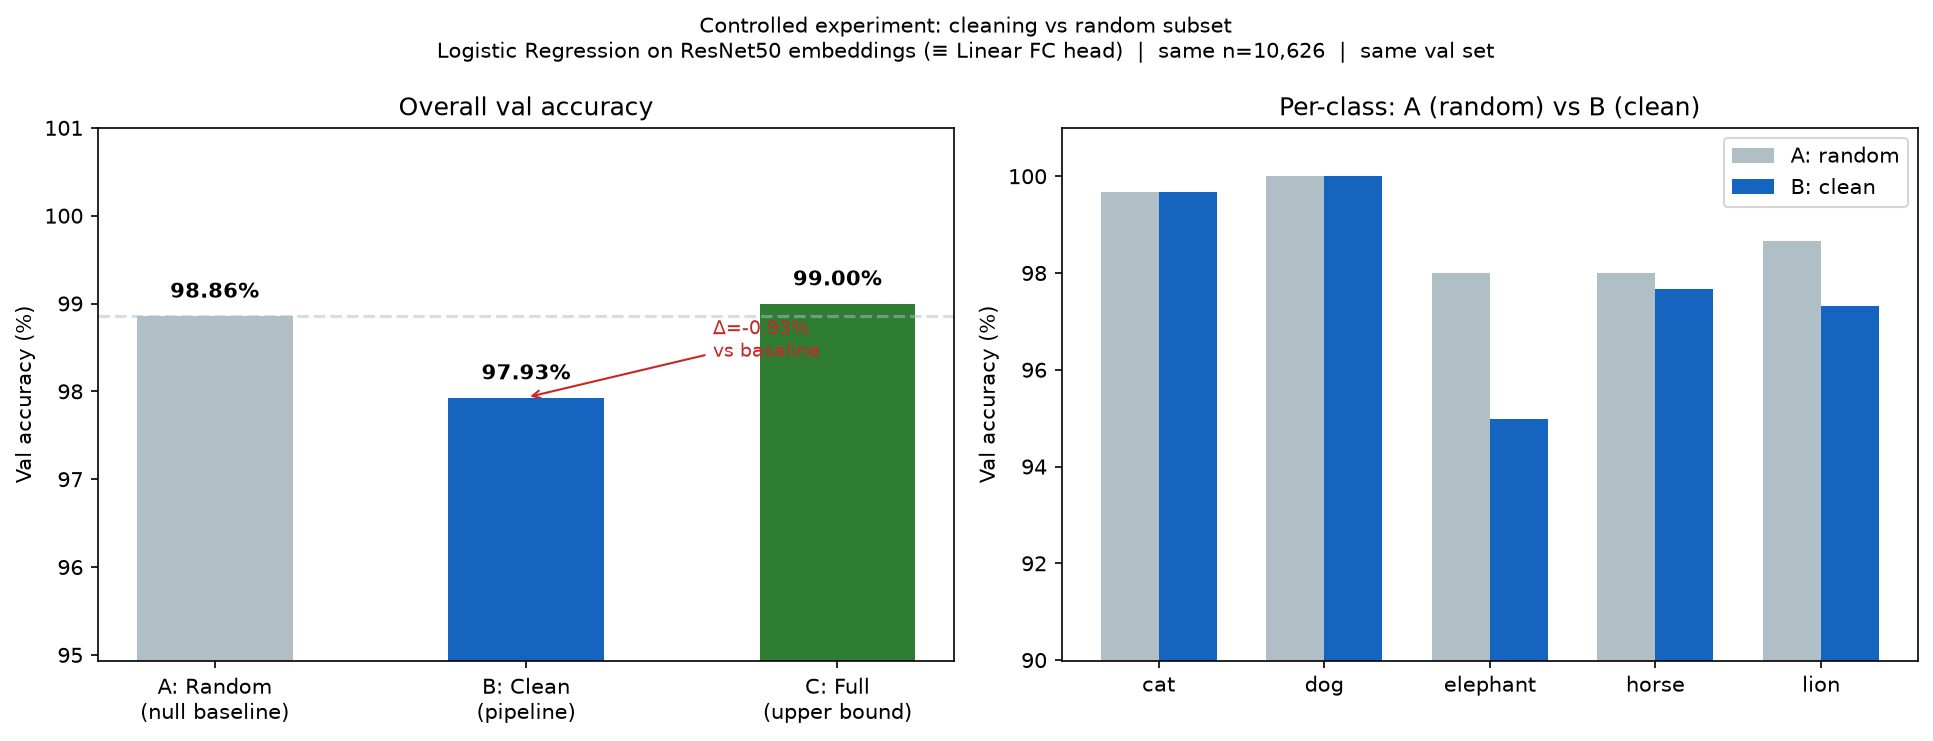 Controlled experiment: cleaning vs random subset
Logistic Regression on ResNet50 embeddings (≡ Linear FC head)  |  same n=10,626  |  same val set
Overall val accuracy
Val accuracy (%)
101
100
99
98
97
96
95
98.86%
97.93%
99.00%
Δ=-0.93%
vs baseline
A: Random
(null baseline)
B: Clean
(pipeline)
C: Full
(upper bound)
Per-class: A (random) vs B (clean)
Val accuracy (%)
100
98
96
94
92
90
A: random
B: clean
cat
dog
elephant
horse
lion